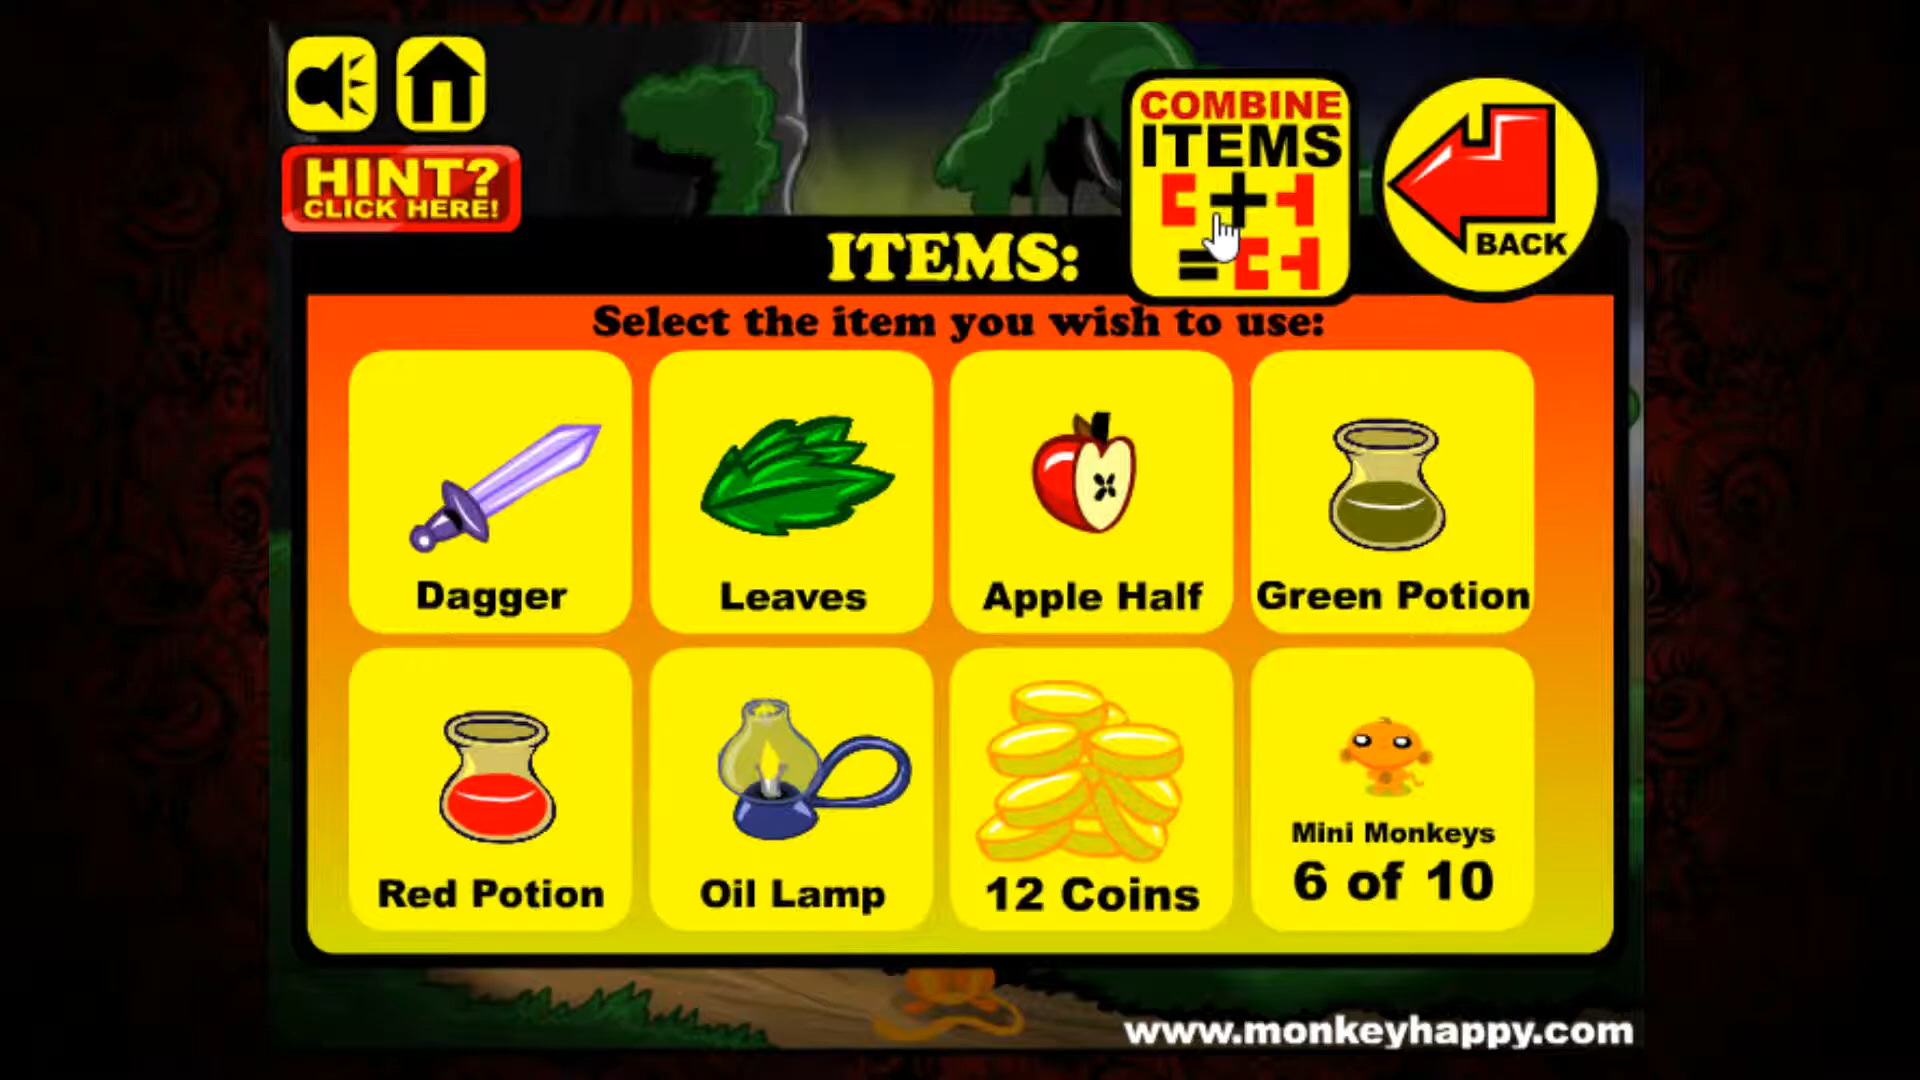 COMBINE
ITEMS
HINT?
CLICK HERE!
BACK
ITEMS:
Select the item you wish to use:
Dagger
Leaves
Apple Half
Green Potion
Red Potion
Oil Lamp
12 Coins
Mini Monkeys
6 of 10
www.monkeyhappy.com